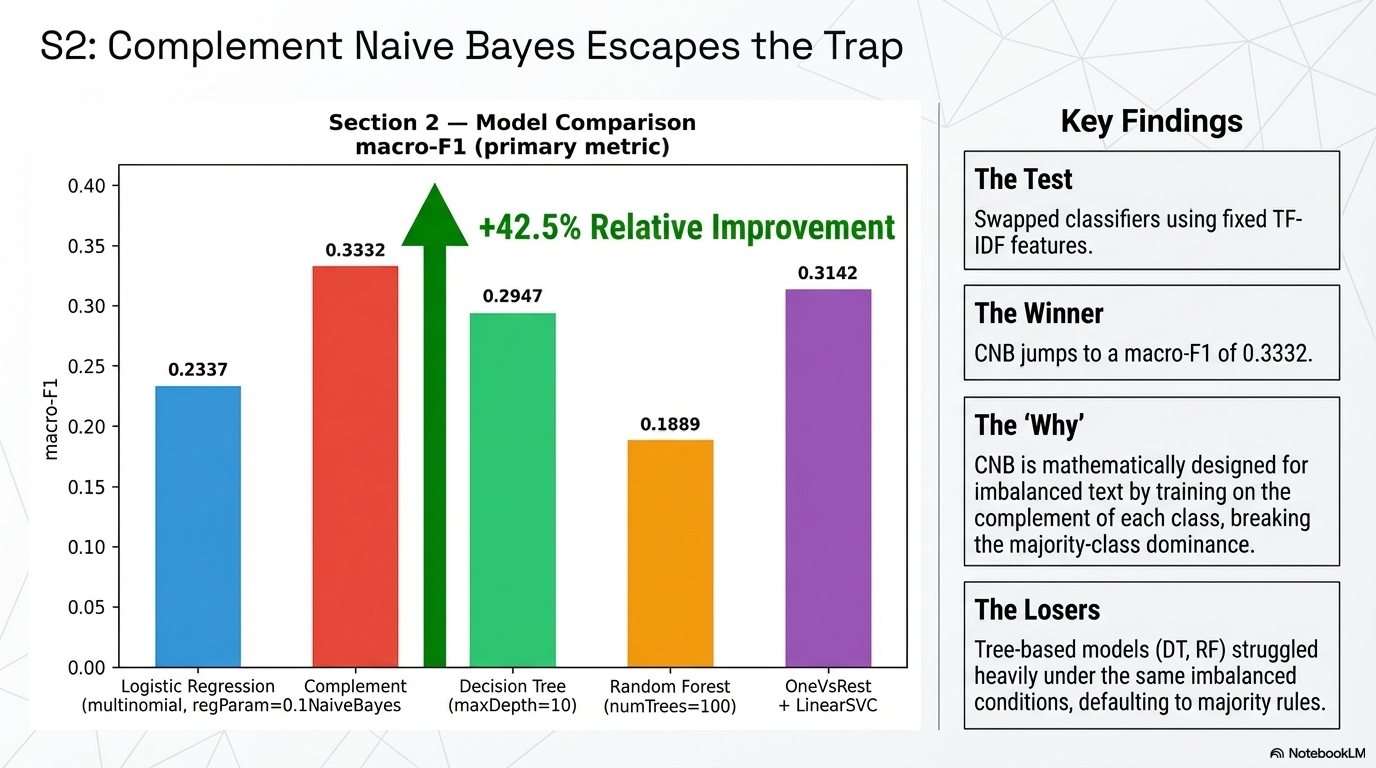 S2: Complement Naive Bayes Escapes the Trap
Section 2 — Model Comparison
macro-F1 (primary metric)
+42.5% Relative Improvement
macro-F1
0.40
0.35
0.30
0.25
0.20
0.15
0.10
0.05
0.00
0.2337
0.3332
0.2947
0.1889
0.3142
Logistic Regression
(multinomial, regParam=0.1
Complement
NaiveBayes
Decision Tree
(maxDepth=10)
Random Forest
(numTrees=100)
OneVsRest
+ LinearSVC
Key Findings
The Test
Swapped classifiers using fixed TF-
IDF features.
The Winner
CNB jumps to a macro-F1 of 0.3332.
The ‘Why’
CNB is mathematically designed for
imbalanced text by training on the
complement of each class, breaking
the majority-class dominance.
The Losers
Tree-based models (DT, RF) struggled
heavily under the same imbalanced
conditions, defaulting to majority rules.
NotebookLM